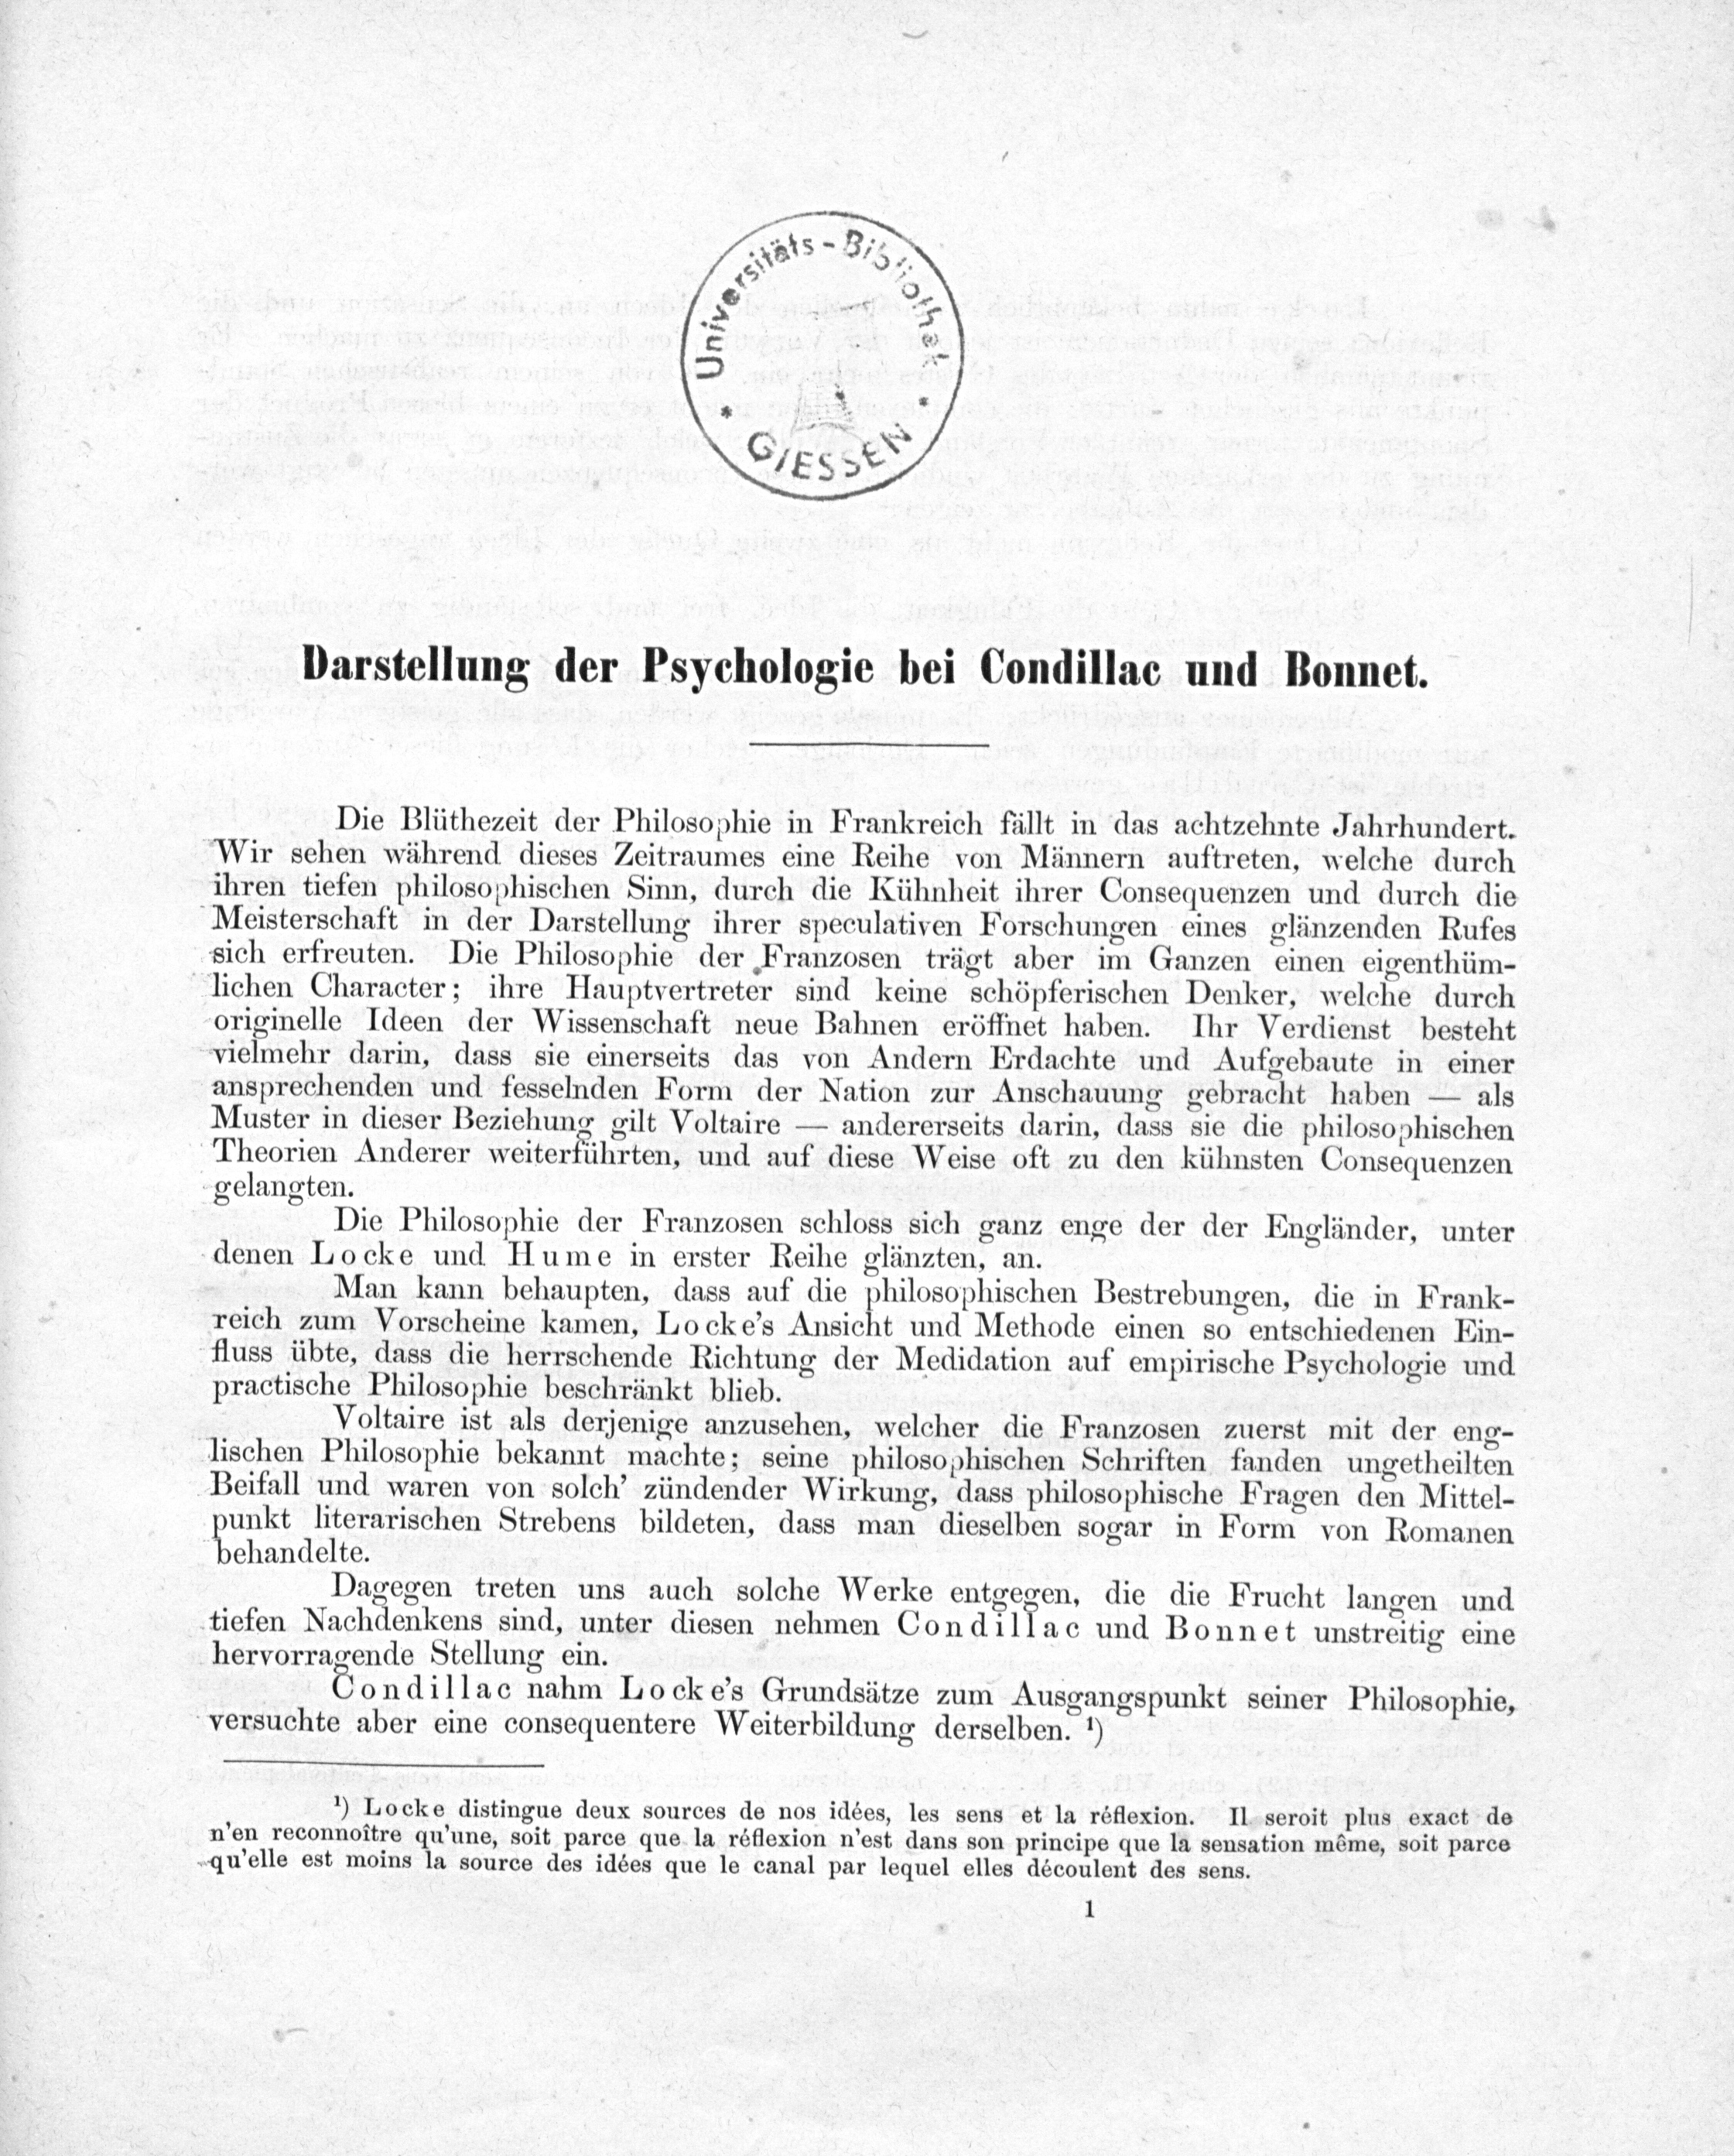 Universitäts-Bibliothek
* GIESSEN *
Darstellung der Psychologie bei Condillac und Bonnet.
Die Blüthezeit der Philosophie in Frankreich fällt in das achtzehnte Jahrhundert.
Wir sehen während dieses Zeitraumes eine Reihe von Männern auftreten, welche durch
ihren tiefen philosophischen Sinn, durch die Kühnheit ihrer Consequenzen und durch die
Meisterschaft in der Darstellung ihrer speculativen Forschungen eines glänzenden Rufes
sich erfreuten. Die Philosophie der Franzosen trägt aber im Ganzen einen eigenthüm-
lichen Character; ihre Hauptvertreter sind keine schöpferischen Denker, welche durch
originelle Ideen der Wissenschaft neue Bahnen eröffnet haben. Ihr Verdienst besteht
vielmehr darin, dass sie einerseits das von Andern Erdachte und Aufgebaute in einer
ansprechenden und fesselnden Form der Nation zur Anschauung gebracht haben — als
Muster in dieser Beziehung gilt Voltaire — andererseits darin, dass sie die philosophischen
Theorien Anderer weiterführten, und auf diese Weise oft zu den kühnsten Consequenzen
gelangten.
Die Philosophie der Franzosen schloss sich ganz enge der der Engländer, unter
denen Locke und Hume in erster Reihe glänzten, an.
Man kann behaupten, dass auf die philosophischen Bestrebungen, die in Frank-
reich zum Vorscheine kamen, Locke's Ansicht und Methode einen so entschiedenen Ein-
fluss übte, dass die herrschende Richtung der Medidation auf empirische Psychologie und
practische Philosophie beschränkt blieb.
Voltaire ist als derjenige anzusehen, welcher die Franzosen zuerst mit der eng-
lischen Philosophie bekannt machte; seine philosophischen Schriften fanden ungetheilten
Beifall und waren von solch' zündender Wirkung, dass philosophische Fragen den Mittel-
punkt literarischen Strebens bildeten, dass man dieselben sogar in Form von Romanen
behandelte.
Dagegen treten uns auch solche Werke entgegen, die die Frucht langen und
tiefen Nachdenkens sind, unter diesen nehmen Condillac und Bonnet unstreitig eine
hervorragende Stellung ein.
Condillac nahm Locke's Grundsätze zum Ausgangspunkt seiner Philosophie,
versuchte aber eine consequentere Weiterbildung derselben. ¹)
¹) Locke distingue deux sources de nos idées, les sens et la réflexion. Il seroit plus exact de
n'en reconnoître qu'une, soit parce que la réflexion n'est dans son principe que la sensation même, soit parce
qu'elle est moins la source des idées que le canal par lequel elles découlent des sens.
1